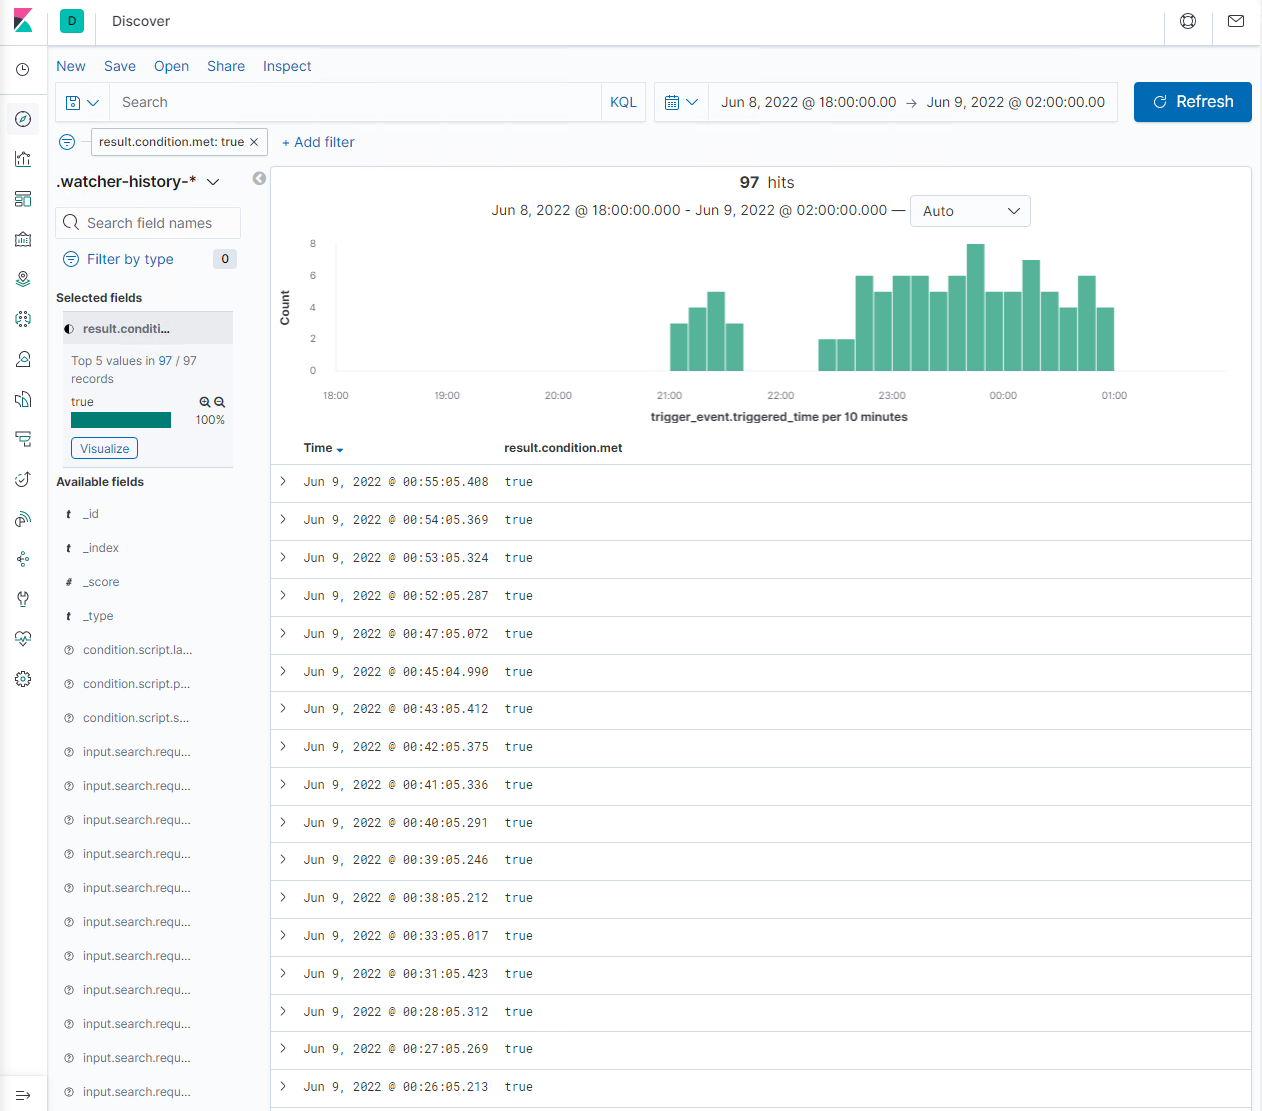 D Discover
New Save Open Share Inspect
Search KQL Jun 8, 2022 @ 18:00:00.00 → Jun 9, 2022 @ 02:00:00.00 Refresh
result.condition.met: true × + Add filter
.watcher-history-*
Search field names
Filter by type 0
Selected fields
result.conditi...
Top 5 values in 97 / 97
records
true
100%
Visualize
Available fields
t _id
t _index
# _score
t _type
condition.script.la...
condition.script.p...
condition.script.s...
input.search.requ...
input.search.requ...
input.search.requ...
input.search.requ...
input.search.requ...
input.search.requ...
input.search.requ...
input.search.requ...
input.search.requ...
input.search.requ...
input.search.requ...
97 hits
Jun 8, 2022 @ 18:00:00.000 - Jun 9, 2022 @ 02:00:00.000 — Auto
Count
8
6
4
2
0
18:00 19:00 20:00 21:00 22:00 23:00 00:00 01:00
trigger_event.triggered_time per 10 minutes
Time result.condition.met
Jun 9, 2022 @ 00:55:05.408 true
Jun 9, 2022 @ 00:54:05.369 true
Jun 9, 2022 @ 00:53:05.324 true
Jun 9, 2022 @ 00:52:05.287 true
Jun 9, 2022 @ 00:47:05.072 true
Jun 9, 2022 @ 00:45:04.990 true
Jun 9, 2022 @ 00:43:05.412 true
Jun 9, 2022 @ 00:42:05.375 true
Jun 9, 2022 @ 00:41:05.336 true
Jun 9, 2022 @ 00:40:05.291 true
Jun 9, 2022 @ 00:39:05.246 true
Jun 9, 2022 @ 00:38:05.212 true
Jun 9, 2022 @ 00:33:05.017 true
Jun 9, 2022 @ 00:31:05.423 true
Jun 9, 2022 @ 00:28:05.312 true
Jun 9, 2022 @ 00:27:05.269 true
Jun 9, 2022 @ 00:26:05.213 true